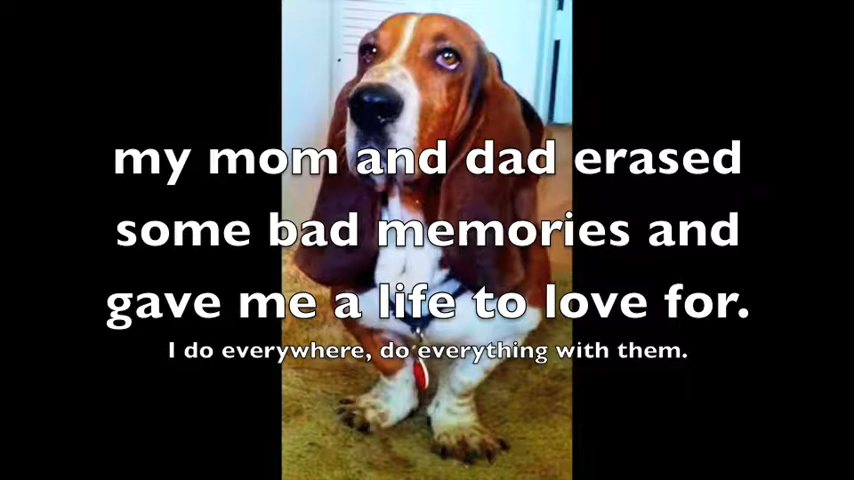 my mom and dad erased
some bad memories and
gave me a life to love for.
I do everywhere, do everything with them.